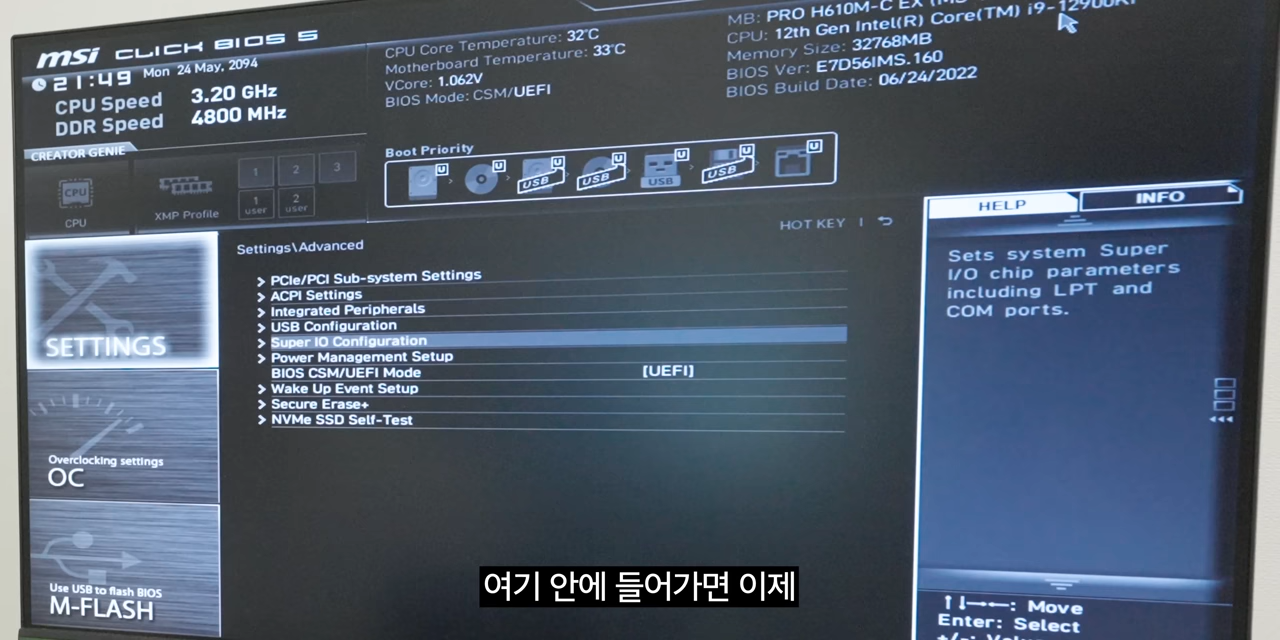 msi CLICK BIOS 5
21:49 Mon 24 May, 2094
CPU Speed 3.20 GHz
DDR Speed 4800 MHz
CPU Core Temperature: 32°C
Motherboard Temperature: 33°C
VCore: 1.062V
BIOS Mode: CSM/UEFI
MB: PRO H610M-C EX
CPU: 12th Gen Intel(R) Core(TM)
Memory Size: 32768MB
BIOS Ver: E7D56IMS.160
BIOS Build Date: 06/24/2022
CREATOR GENIE
CPU
CPU
XMP Profile
1 2 3
1 user 2 user
Boot Priority
U U USB U USB U USB U USB U U
HOT KEY |
HELP INFO
SETTINGS
Overclocking settings
OC
Use USB to flash BIOS
M-FLASH
Settings\Advanced
> PCIe/PCI Sub-system Settings
> ACPI Settings
> Integrated Peripherals
> USB Configuration
> Super IO Configuration
> Power Management Setup
BIOS CSM/UEFI Mode [UEFI]
> Wake Up Event Setup
> Secure Erase+
> NVMe SSD Self-Test
Sets system Super
I/O chip parameters
including LPT and
COM ports.
↑↓→←: Move
Enter: Select
여기 안에 들어가면 이제